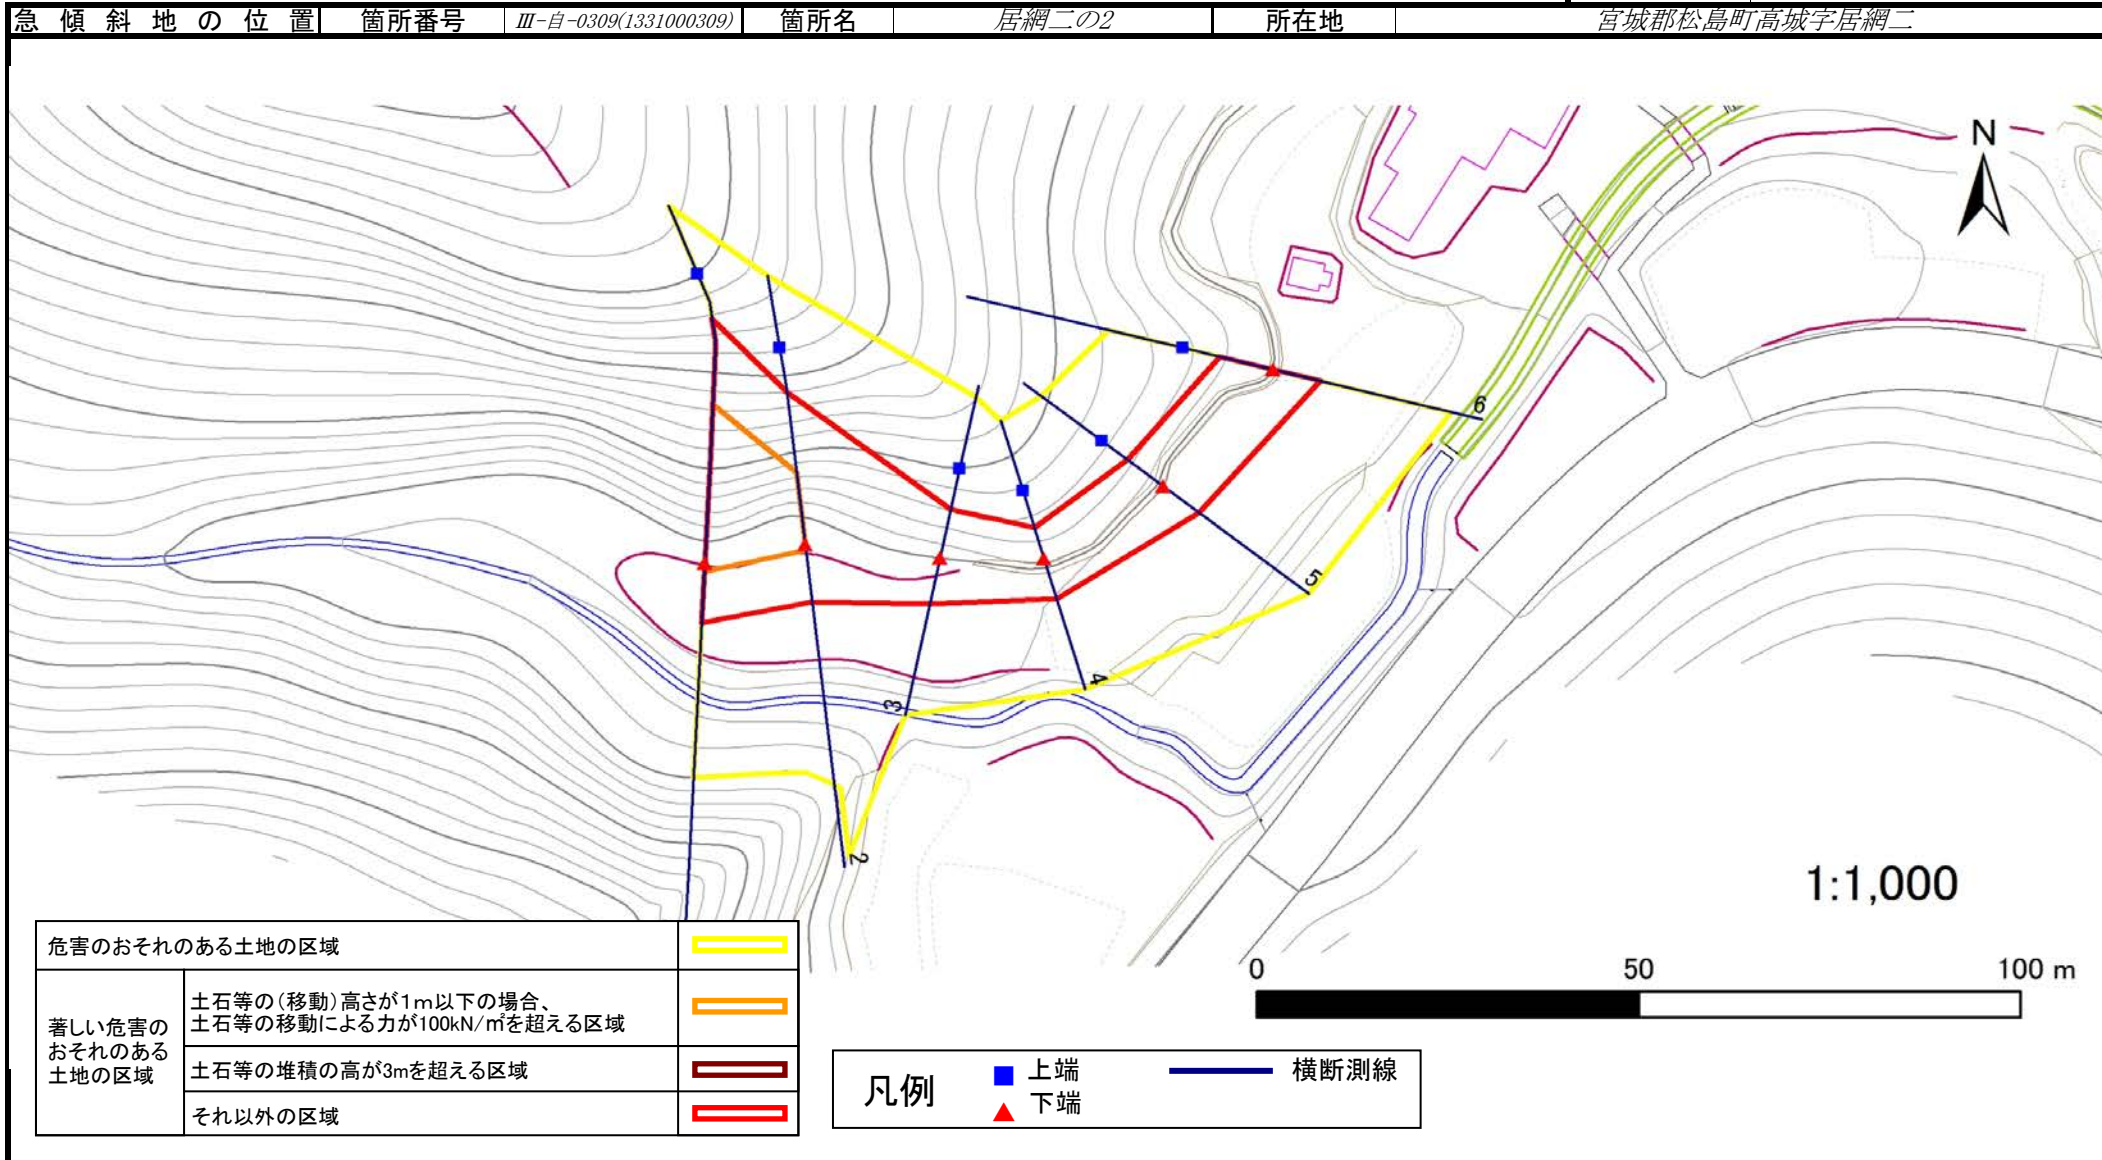 急傾斜地の位置 箇所番号 Ⅲ-自-0309(1331000309) 箇所名 居網二の2 所在地 宮城郡松島町高城字居網二
N
6
5
4
3
2
1:1,000
0 50 100 m
危害のおそれのある土地の区域
著しい危害の
おそれのある
土地の区域
土石等の(移動)高さが1m以下の場合、
土石等の移動による力が100kN/㎡を超える区域
土石等の堆積の高が3mを超える区域
それ以外の区域
凡例
上端
下端
横断測線